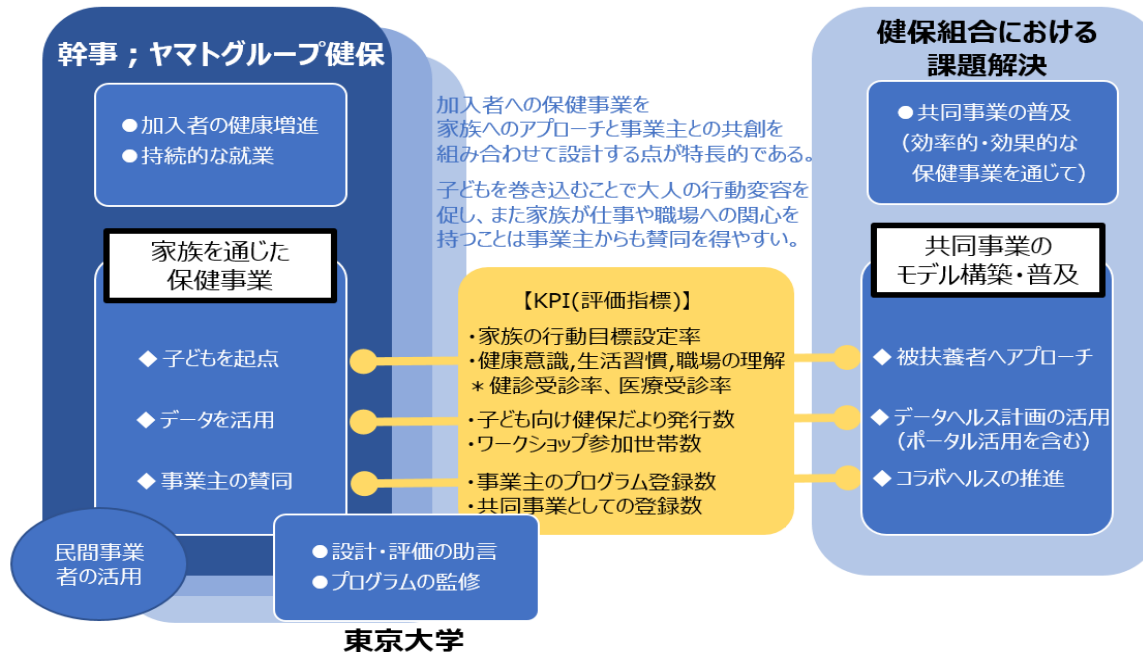 幹事；ヤマトグループ健保
●加入者の健康増進
●持続的な就業
家族を通じた
保健事業
◆子どもを起点
◆データを活用
◆事業主の賛同
民間事業
者の活用
●設計・評価の助言
●プログラムの監修
東京大学
加入者への保健事業を
家族へのアプローチと事業主との共創を
組み合わせて設計する点が特長的である。
子どもを巻き込むことで大人の行動変容を
促し、また家族が仕事や職場への関心を
持つことは事業主からも賛同を得やすい。
【KPI(評価指標)】
・家族の行動目標設定率
・健康意識,生活習慣,職場の理解
＊健診受診率、医療受診率
・子ども向け健保だより発行数
・ワークショップ参加世帯数
・事業主のプログラム登録数
・共同事業としての登録数
健保組合における
課題解決
●共同事業の普及
(効率的・効果的な
保健事業を通じて)
共同事業の
モデル構築・普及
◆被扶養者へアプローチ
◆データヘルス計画の活用
(ポータル活用を含む)
◆コラボヘルスの推進